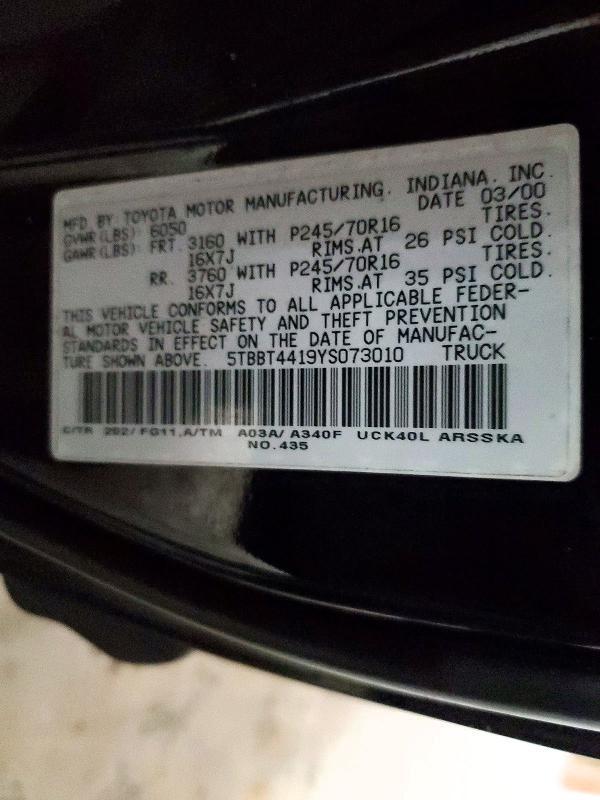 MFD BY: TOYOTA MOTOR MANUFACTURING, INDIANA, INC.
GVWR(LBS) 6050 DATE 03/00
GAWR(LBS) FRT. 3160 WITH P245/70R16 TIRES.
16X7J RIMS.AT 26 PSI COLD.
RR. 3760 WITH P245/70R16 TIRES.
16X7J RIMS.AT 35 PSI COLD.
THIS VEHICLE CONFORMS TO ALL APPLICABLE FEDER-
AL MOTOR VEHICLE SAFETY AND THEFT PREVENTION
STANDARDS IN EFFECT ON THE DATE OF MANUFAC-
TURE SHOWN ABOVE. 5TBBT4419YS073010 TRUCK
C/TR 202/FG11,A/TM A03A/A340F UCK40L ARSSKA
NO.435